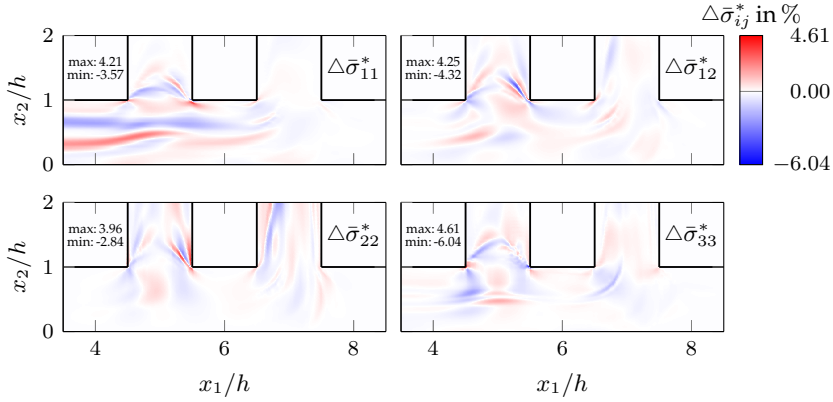 △σ̄*ij in %
2
1
0
x2/h
max: 4.21
min: -3.57
△σ̄*11
max: 4.25
min: -4.32
△σ̄*12
4.61
0.00
−6.04
2
1
0
x2/h
max: 3.96
min: -2.84
△σ̄*22
max: 4.61
min: -6.04
△σ̄*33
4 6 8
4 6 8
x1/h
x1/h